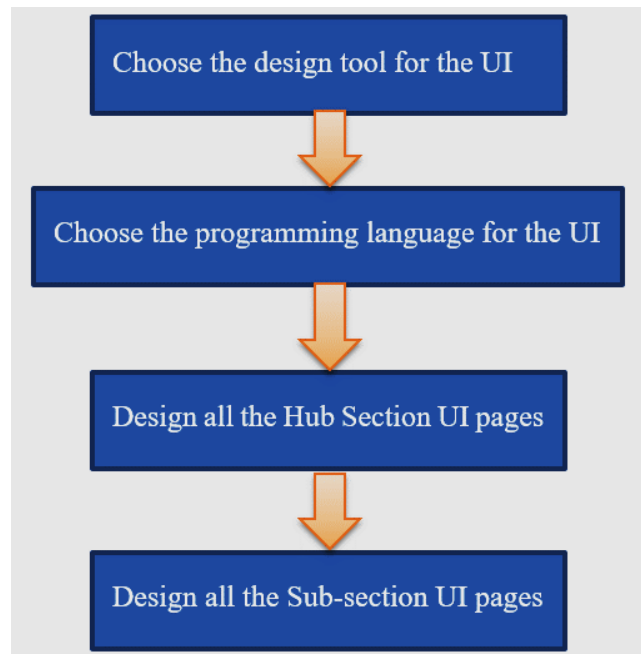 Choose the design tool for the UI
Choose the programming language for the UI
Design all the Hub Section UI pages
Design all the Sub-section UI pages